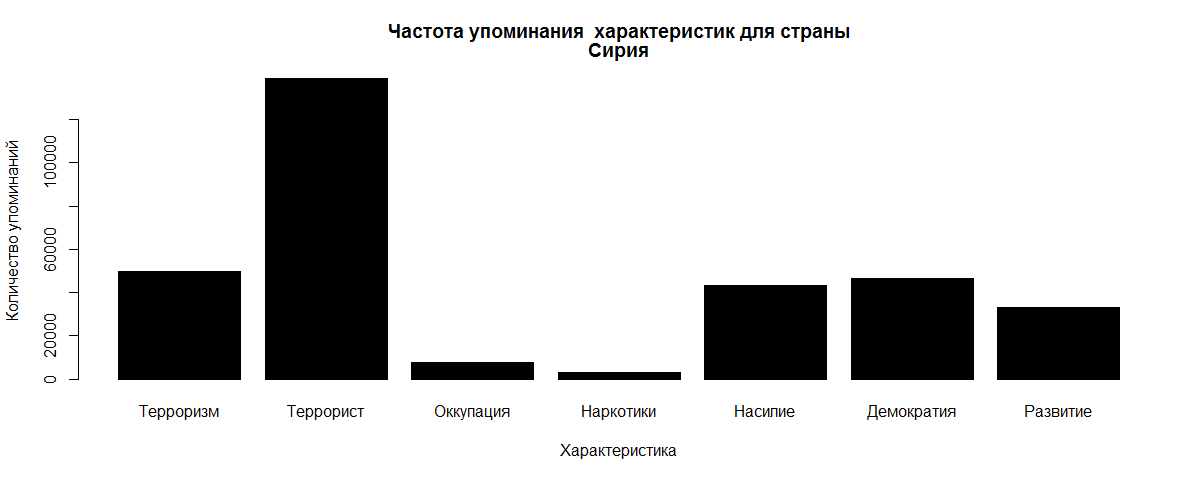 Частота упоминания  характеристик для страны
Сирия
Количество упоминаний
100000
60000
20000
0
Терроризм
Террорист
Оккупация
Наркотики
Насилие
Демократия
Развитие
Характеристика